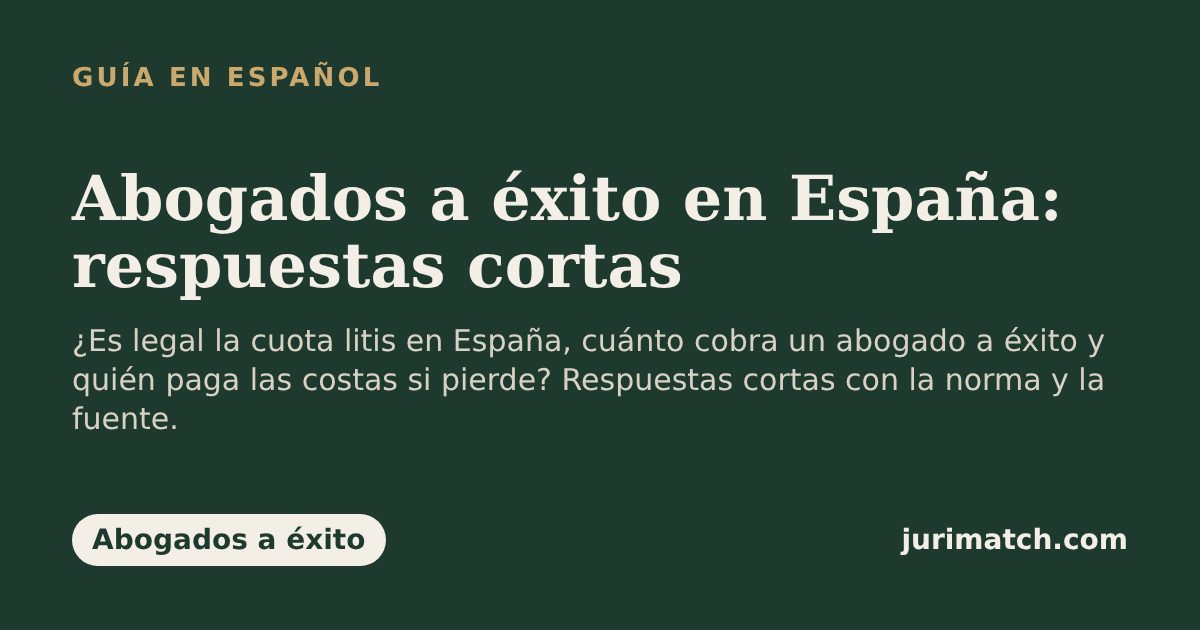 GUÍA EN ESPAÑOL
Abogados a éxito en España:
respuestas cortas
¿Es legal la cuota litis en España, cuánto cobra un abogado a éxito y
quién paga las costas si pierde? Respuestas cortas con la norma y la
fuente.
Abogados a éxito
jurimatch.com